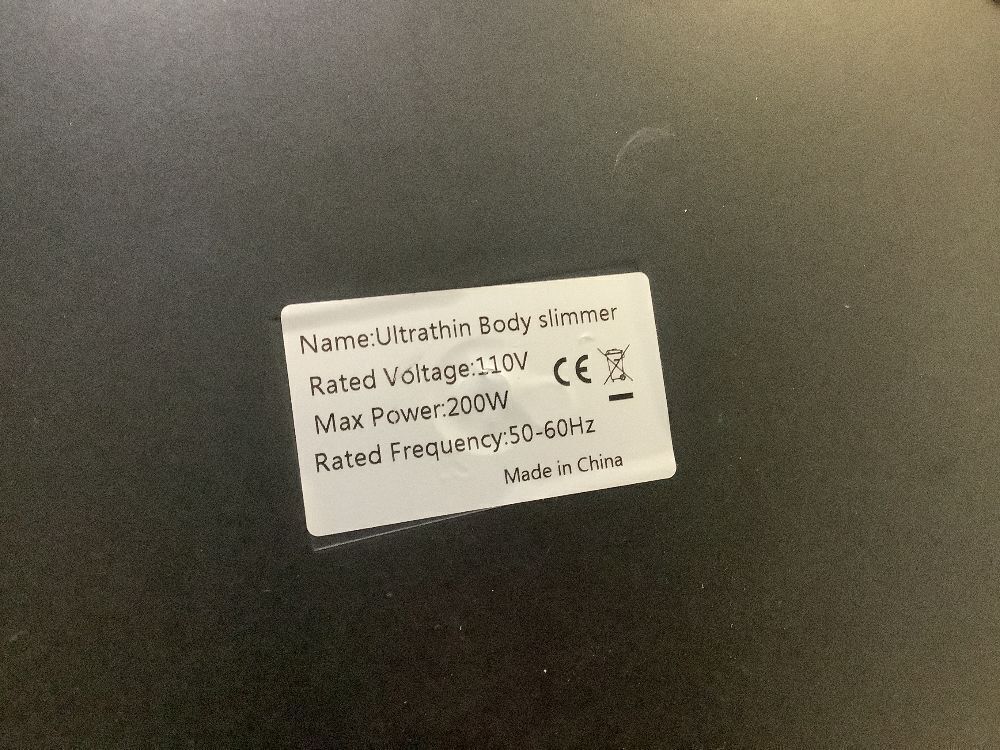 Name:Ultrathin Body slimmer
Rated Voltage:110V
CE
Max Power:200W
Rated Frequency:50-60Hz
Made in China